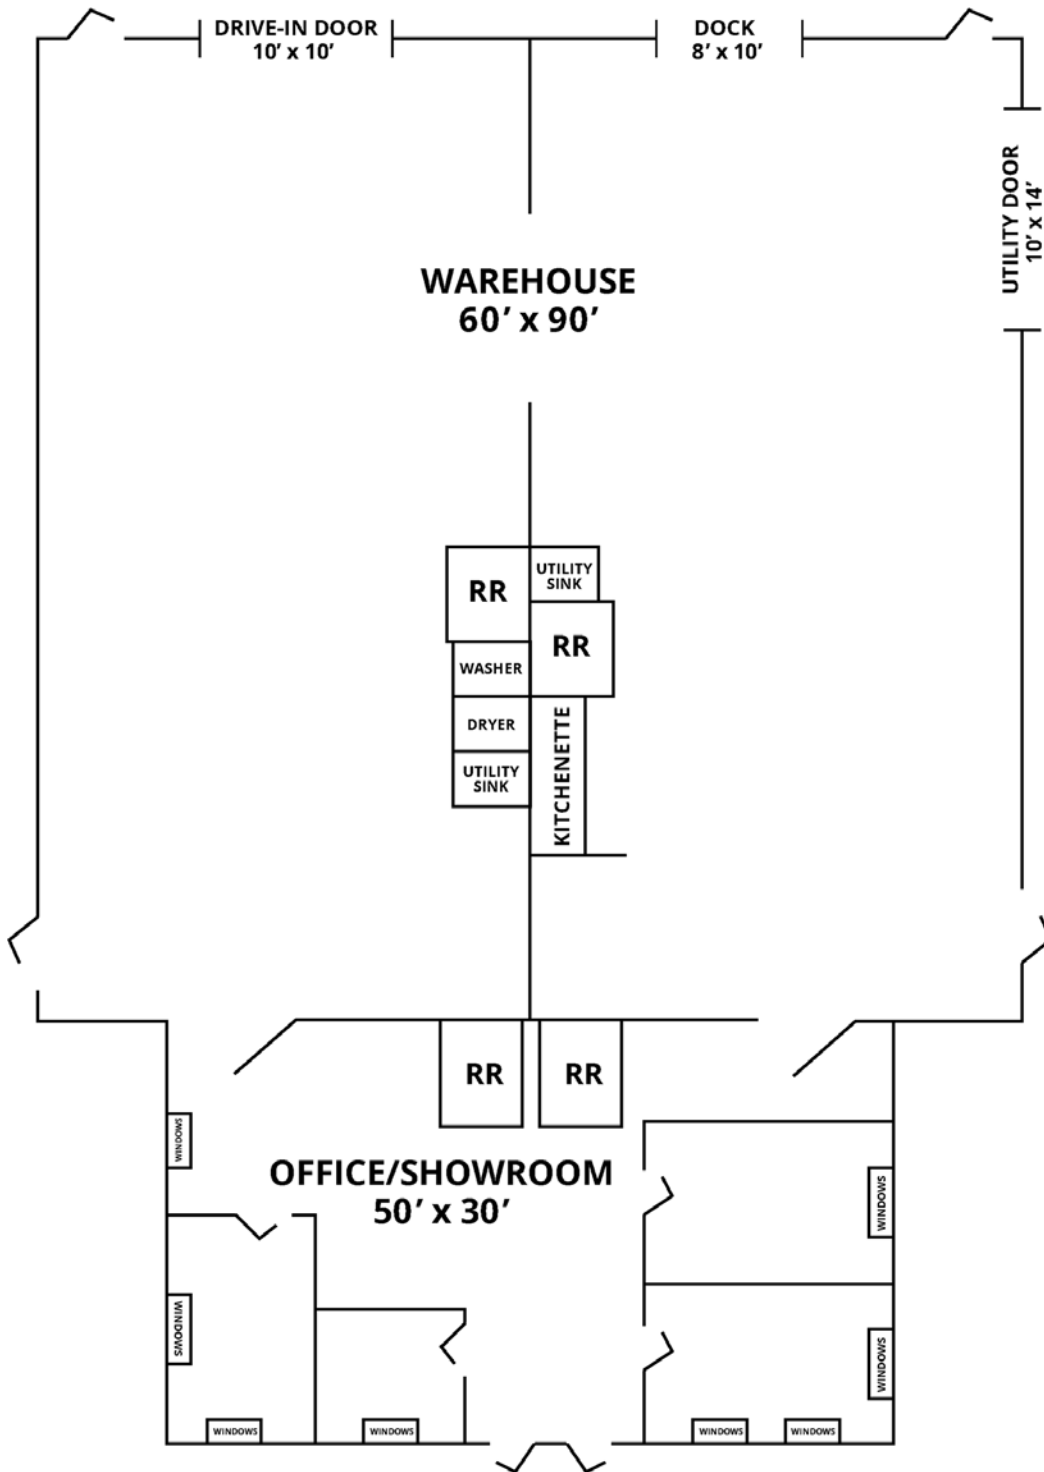 DRIVE-IN DOOR
10’ x 10’
DOCK
8’ x 10’
UTILITY DOOR
10’ x 14’
WAREHOUSE
60’ x 90’
RR
UTILITY
SINK
RR
WASHER
DRYER
UTILITY
SINK
KITCHENETTE
RR
RR
WINDOWS
OFFICE/SHOWROOM
50’ x 30’
WINDOWS
WINDOWS
WINDOWS
WINDOWS
WINDOWS
WINDOWS
WINDOWS